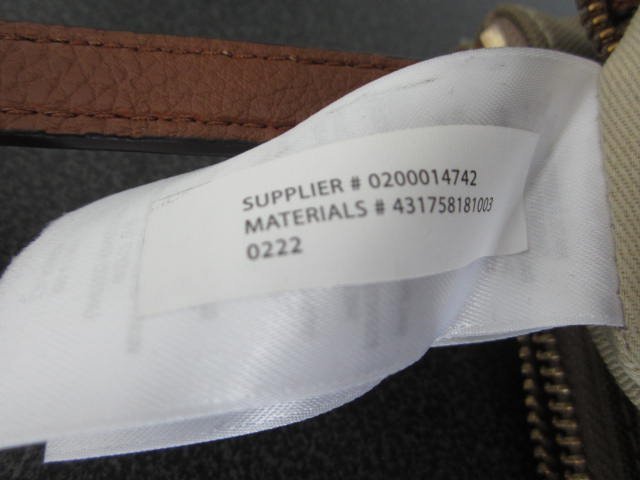 SUPPLIER # 0200014742
MATERIALS # 431758181003
0222